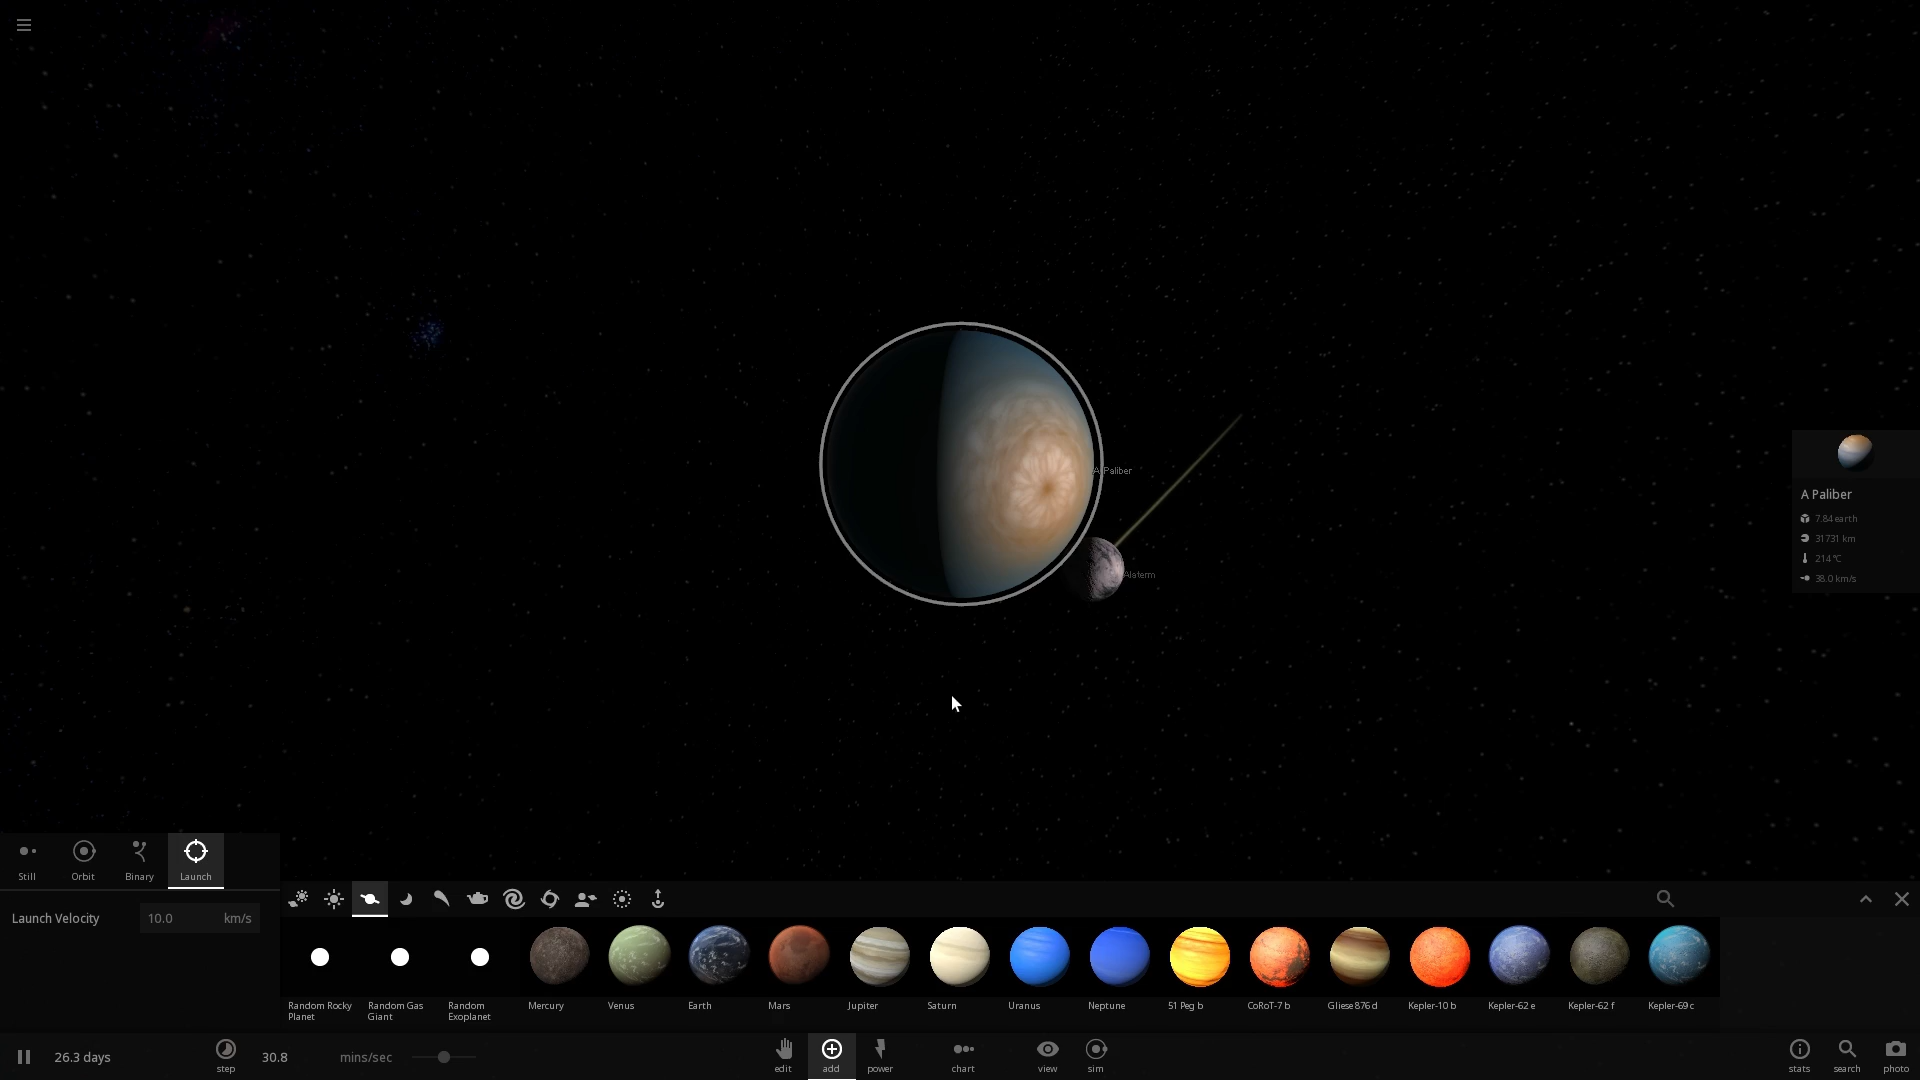 A Paliber
Alaterm
A Paliber
7.84 earth
31731 km
214 °C
38.0 km/s
Still
Orbit
Binary
Launch
Launch Velocity
10.0
km/s
Random Rocky
Planet
Random Gas
Giant
Random
Exoplanet
Mercury
Venus
Earth
Mars
Jupiter
Saturn
Uranus
Neptune
51 Peg b
CoRoT-7 b
Gliese 876 d
Kepler-10 b
Kepler-62 e
Kepler-62 f
Kepler-69 c
26.3 days
step
30.8
mins/sec
edit
add
power
chart
view
sim
stats
search
photo